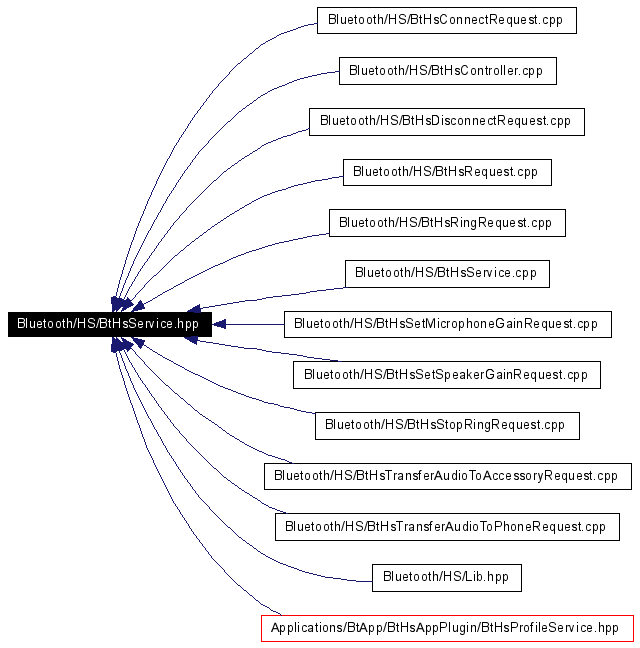 Bluetooth/HS/BtHsConnectRequest.cpp
Bluetooth/HS/BtHsController.cpp
Bluetooth/HS/BtHsDisconnectRequest.cpp
Bluetooth/HS/BtHsRequest.cpp
Bluetooth/HS/BtHsRingRequest.cpp
Bluetooth/HS/BtHsService.cpp
Bluetooth/HS/BtHsService.hpp
Bluetooth/HS/BtHsSetMicrophoneGainRequest.cpp
Bluetooth/HS/BtHsSetSpeakerGainRequest.cpp
Bluetooth/HS/BtHsStopRingRequest.cpp
Bluetooth/HS/BtHsTransferAudioToAccessoryRequest.cpp
Bluetooth/HS/BtHsTransferAudioToPhoneRequest.cpp
Bluetooth/HS/Lib.hpp
Applications/BtApp/BtHsAppPlugin/BtHsProfileService.hpp